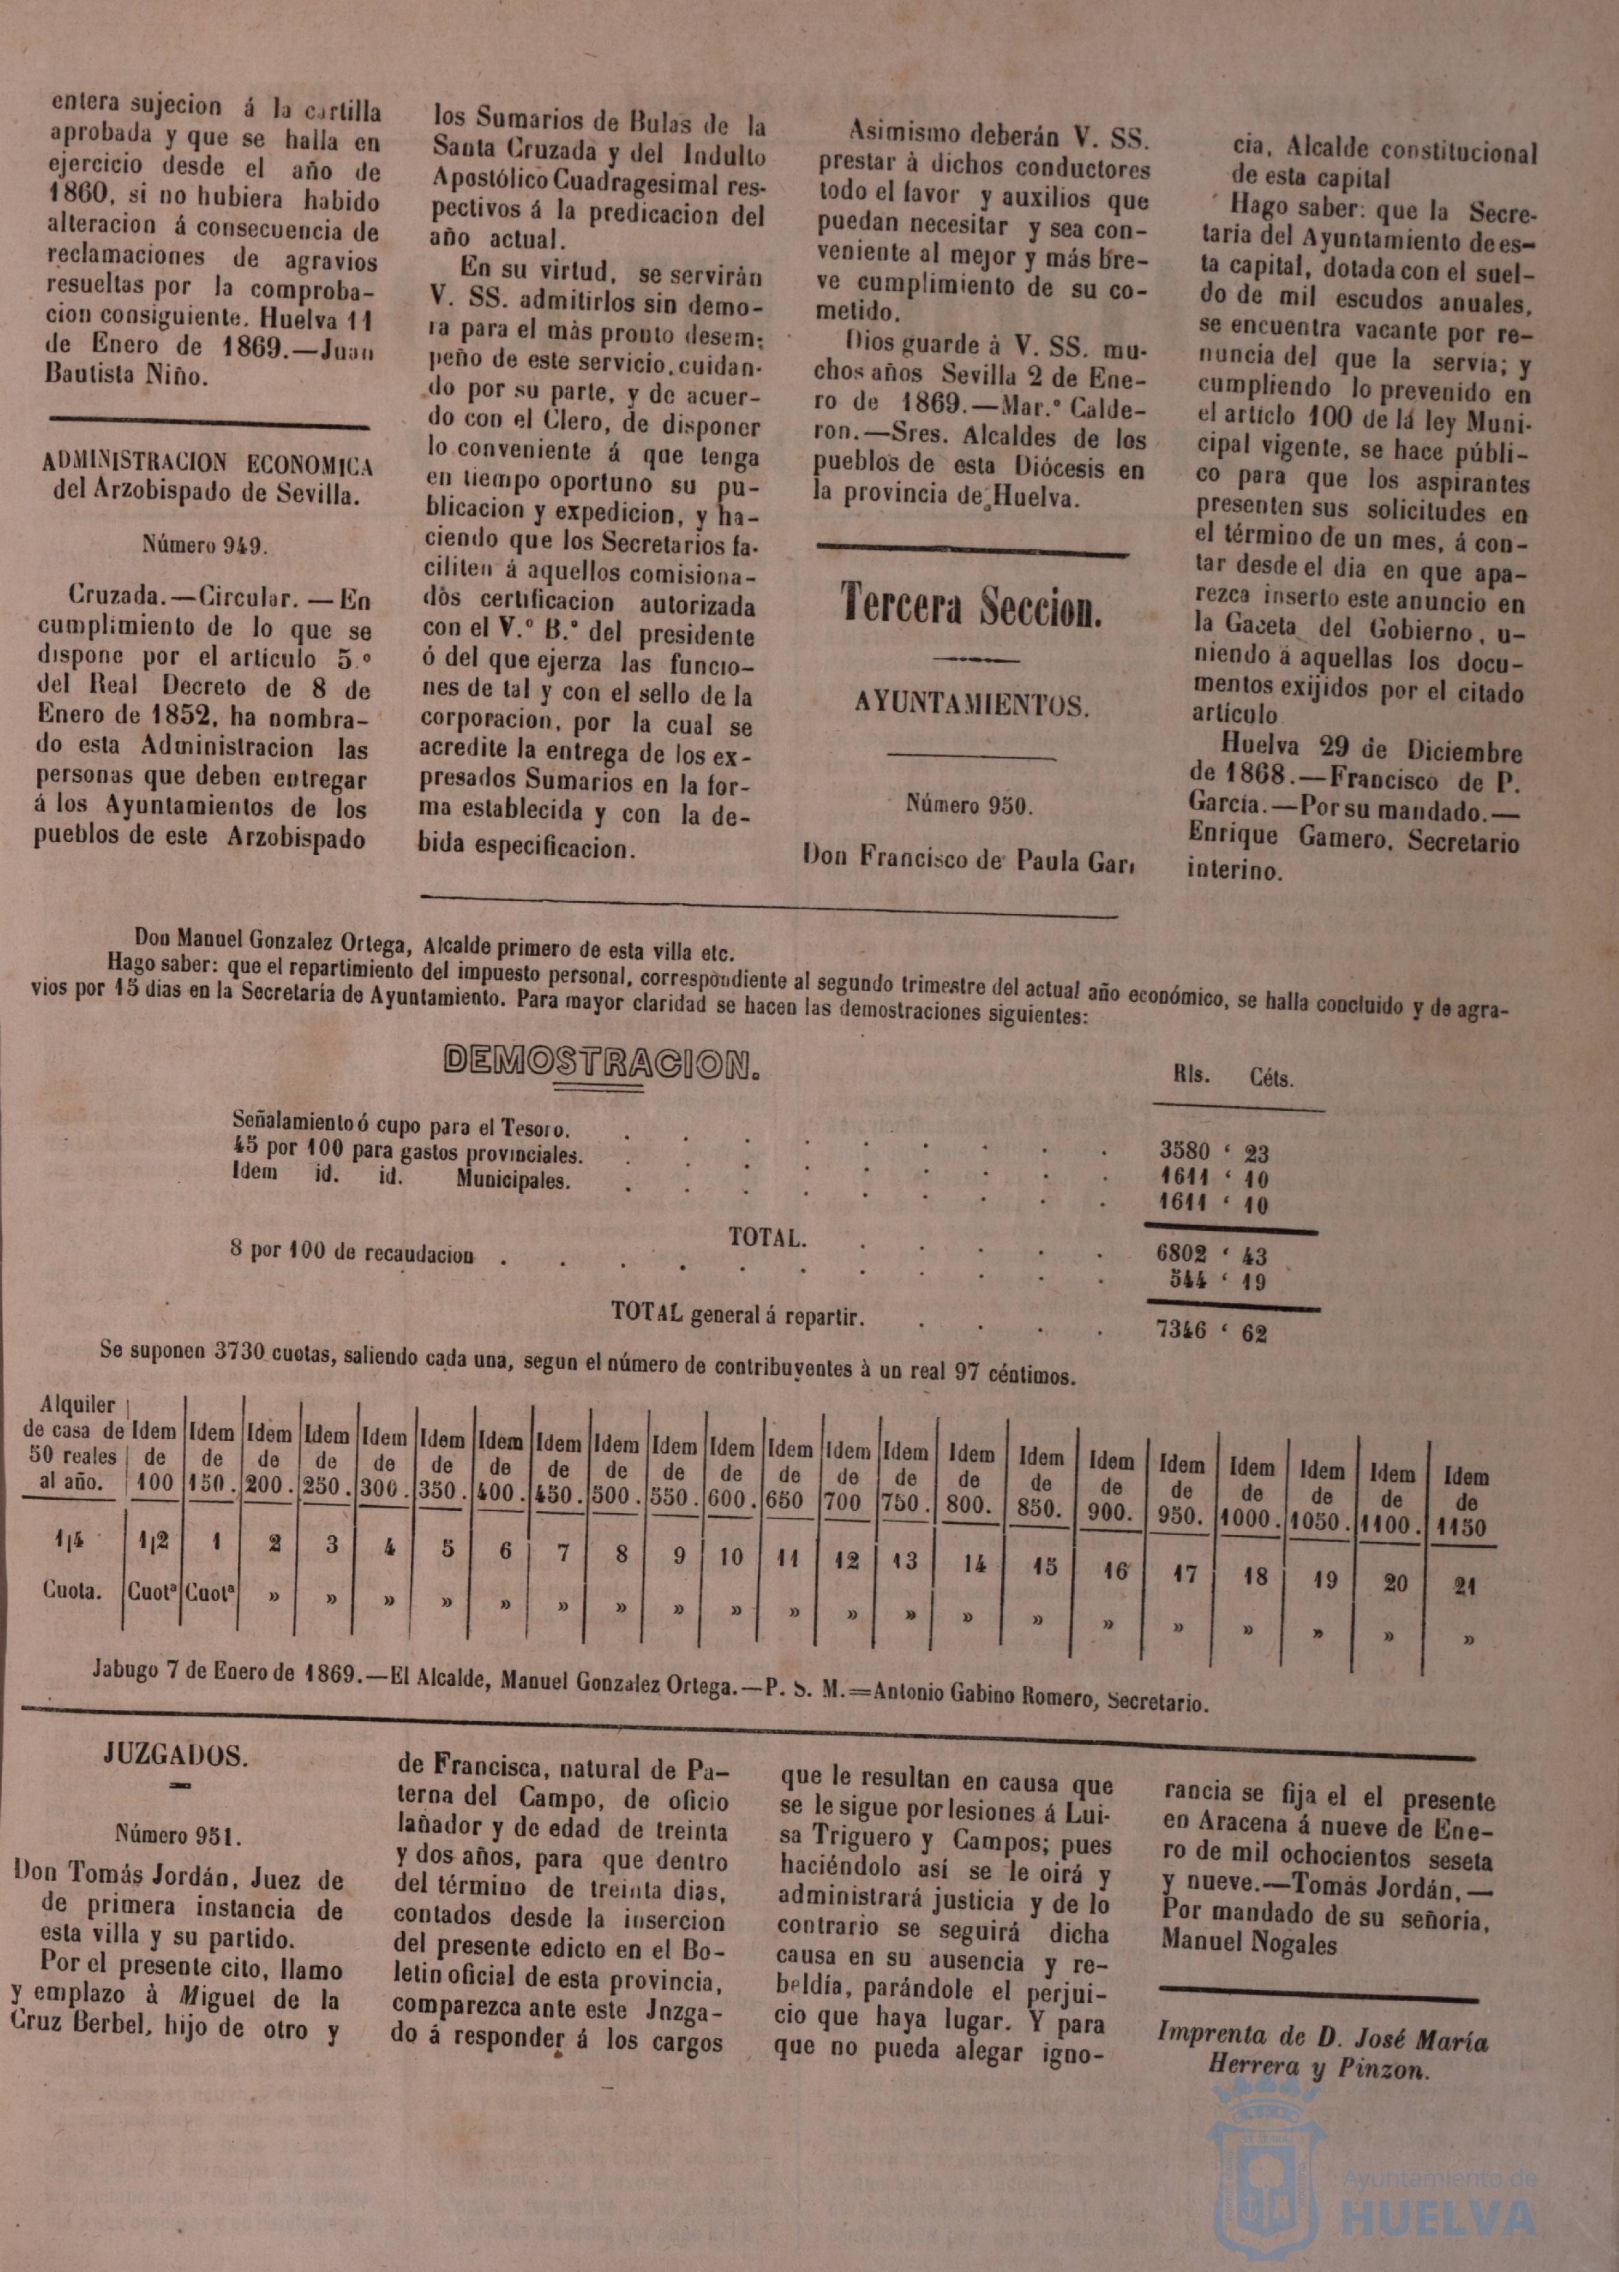 entera sujecion á la cartilla
aprobada y que se halla en
ejercicio desde el año de
1860, si no hubiera habido
alteracion á consecuencia de
reclamaciones de agravios
resueltas por la comproba-
cion consiguiente. Huelva 11
de Enero de 1869.—Juan
Bautista Niño.
ADMINISTRACION ECONOMICA
del Arzobispado de Sevilla.
Número 949.
Cruzada.—Circular.—En
cumplimiento de lo que se
dispone por el artículo 5.º
del Real Decreto de 8 de
Enero de 1852, ha nombra-
do esta Administracion las
personas que deben entregar
á los Ayuntamientos de los
pueblos de este Arzobispado
los Sumarios de Bulas de la
Santa Cruzada y del Indulto
Apostólico Cuadragesimal res-
pectivos á la predicacion del
año actual.
En su virtud, se servirán
V. SS. admitirlos sin demo-
ra para el más pronto desem-
peño de este servicio, cuidan-
do por su parte, y de acuer-
do con el Clero, de disponer
lo conveniente á que tenga
en tiempo oportuno su pu-
blicacion y expedicion, y ha-
ciendo que los Secretarios fa-
ciliten á aquellos comisiona-
dos certificacion autorizada
con el V.º B.º del presidente
ó del que ejerza las funcio-
nes de tal y con el sello de la
corporacion, por la cual se
acredite la entrega de los ex-
presados Sumarios en la for-
ma establecida y con la de-
bida especificacion.
Asimismo deberán V. SS.
prestar à dichos conductores
todo el favor y auxilios que
puedan necesitar y sea con-
veniente al mejor y más bre-
ve cumplimiento de su co-
metido.
Dios guarde à V. SS. mu-
chos años Sevilla 2 de Ene-
ro de 1869.—Mar.º Calde-
ron.—Sres. Alcaldes de los
pueblos de esta Diócesis en
la provincia de Huelva.
Tercera Seccion.
AYUNTAMIENTOS.
Número 950.
Don Francisco de Paula Gar-
cia, Alcalde constitucional
de esta capital
Hago saber: que la Secre-
taría del Ayuntamiento de es-
ta capital, dotada con el suel-
do de mil escudos anuales,
se encuentra vacante por re-
nuncia del que la servía; y
cumpliendo lo prevenido en
el articlo 100 de lá ley Muni-
cipal vigente, se hace públi-
co para que los aspirantes
presenten sus solicitudes en
el término de un mes, á con-
tar desde el dia en que apa-
rezca inserto este anuncio en
la Gaceta del Gobierno, u-
niendo á aquellas los docu-
mentos exijidos por el citado
artículo
Huelva 29 de Diciembre
de 1868.—Francisco de P.
García.—Por su mandado.—
Enrique Gamero, Secretario
interino.
Don Manuel Gonzalez Ortega, Alcalde primero de esta villa etc.
Hago saber: que el repartimiento del impuesto personal, correspondiente al segundo trimestre del actual año económico, se halla concluido y de agra-
vios por 15 dias en la Secretaría de Ayuntamiento. Para mayor claridad se hacen las demostraciones siguientes:
DEMOSTRACION.
Rls. Céts.
Señalamiento ó cupo para el Tesoro. . . . . . . . . . 3580 ‘ 23
45 por 100 para gastos provinciales. . . . . . . . . . 1611 ‘ 10
Idem id. id. Municipales. . . . . . . . . . 1611 ‘ 10
TOTAL. . . . . . 6802 ‘ 43
8 por 100 de recaudacion . . . . . . . . . . . 544 ‘ 19
TOTAL general á repartir. . . . . 7346 ‘ 62
Se suponen 3730 cuotas, saliendo cada una, segun el número de contribuyentes à un real 97 céntimos.
Alquiler
de casa de Idem Idem Idem Idem Idem Idem Idem Idem Idem Idem Idem Idem Idem Idem Idem Idem Idem Idem Idem Idem Idem Idem
50 reales de de de de de de de de de de de de de de de de de de de de de de
al año. 100 150. 200. 250. 300. 350. 400. 450. 500. 550. 600. 650 700 750. 800. 850. 900. 950. 1000. 1050. 1100. 1150
1¡4 1¡2 1 2 3 4 5 6 7 8 9 10 11 12 13 14 15 16 17 18 19 20 21
Cuota. Cuotª Cuotª » » » » » » » » » » » » » » » » » » » »
Jabugo 7 de Enero de 1869.—El Alcalde, Manuel Gonzalez Ortega.—P. S. M.=Antonio Gabino Romero, Secretario.
JUZGADOS.
Número 951.
Don Tomás Jordán, Juez de
de primera instancia de
esta villa y su partido.
Por el presente cito, llamo
y emplazo à Miguel de la
Cruz Berbel, hijo de otro y
de Francisca, natural de Pa-
terna del Campo, de oficio
lañador y de edad de treinta
y dos años, para que dentro
del término de treinta dias,
contados desde la insercion
del presente edicto en el Bo-
letin oficial de esta provincia,
comparezca ante este Jnzga-
do á responder á los cargos
que le resultan en causa que
se le sigue por lesiones á Lui-
sa Triguero y Campos; pues
haciéndolo así se le oirá y
administrará justicia y de lo
contrario se seguirá dicha
causa en su ausencia y re-
beldía, parándole el perjui-
cio que haya lugar. Y para
que no pueda alegar igno-
rancia se fija el el presente
en Aracena á nueve de Ene-
ro de mil ochocientos seseta
y nueve.—Tomás Jordán,—
Por mandado de su señoría,
Manuel Nogales
Imprenta de D. José María
Herrera y Pinzon.
Ayuntamiento de
HUELVA